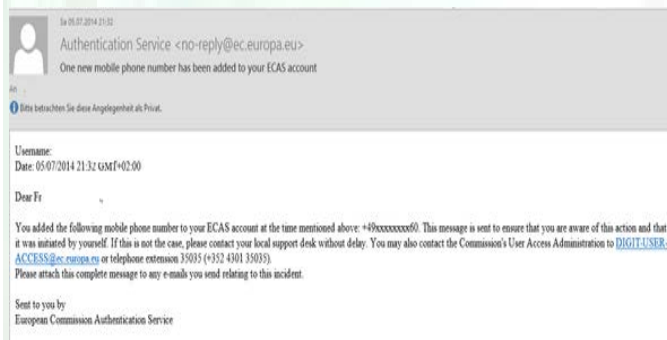 Sa 05.07.2014 21:32
Authentication Service <no-reply@ec.europa.eu>
One new mobile phone number has been added to your ECAS account
An
Bitte betrachten Sie diese Angelegenheit als Privat.
Username:
Date: 05/07/2014 21:32 GMT+02:00
Dear Fr
You added the following mobile phone number to your ECAS account at the time mentioned above: +49xxxxxxxx60. This message is sent to ensure that you are aware of this action and that
it was initiated by yourself. If this is not the case, please contact your local support desk without delay. You may also contact the Commission's User Access Administration to DIGIT-USER-
ACCESS@ec.europa.eu or telephone extension 35035 (+352 4301 35035).
Please attach this complete message to any e-mails you send relating to this incident.
Sent to you by
European Commission Authentication Service